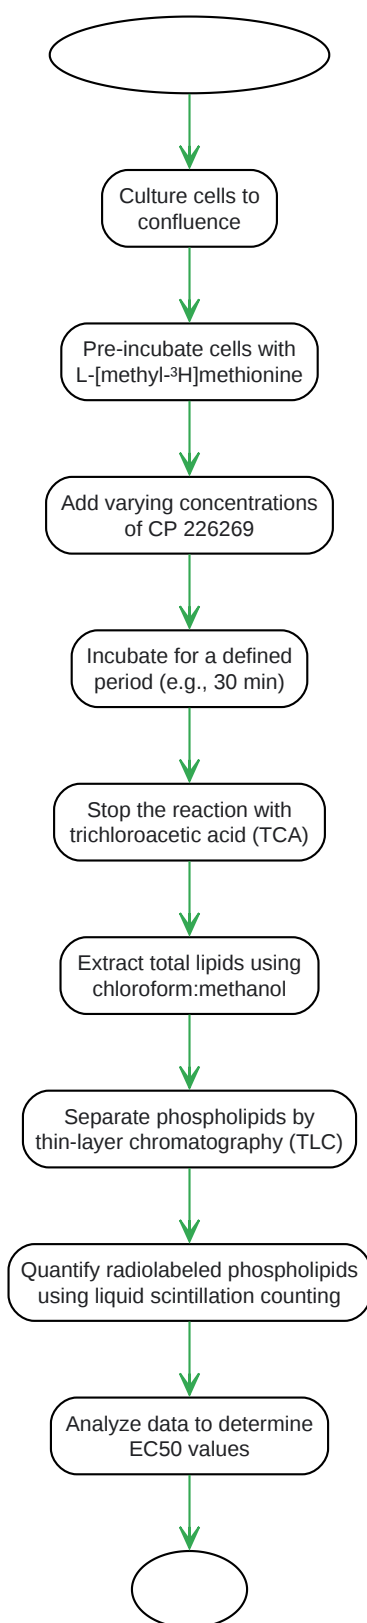 Culture cells to
confluence
Pre-incubate cells with
L-[methyl-³H]methionine
Add varying concentrations
of CP 226269
Incubate for a defined
period (e.g., 30 min)
Stop the reaction with
trichloroacetic acid (TCA)
Extract total lipids using
chloroform:methanol
Separate phospholipids by
thin-layer chromatography (TLC)
Quantify radiolabeled phospholipids
using liquid scintillation counting
Analyze data to determine
EC50 values